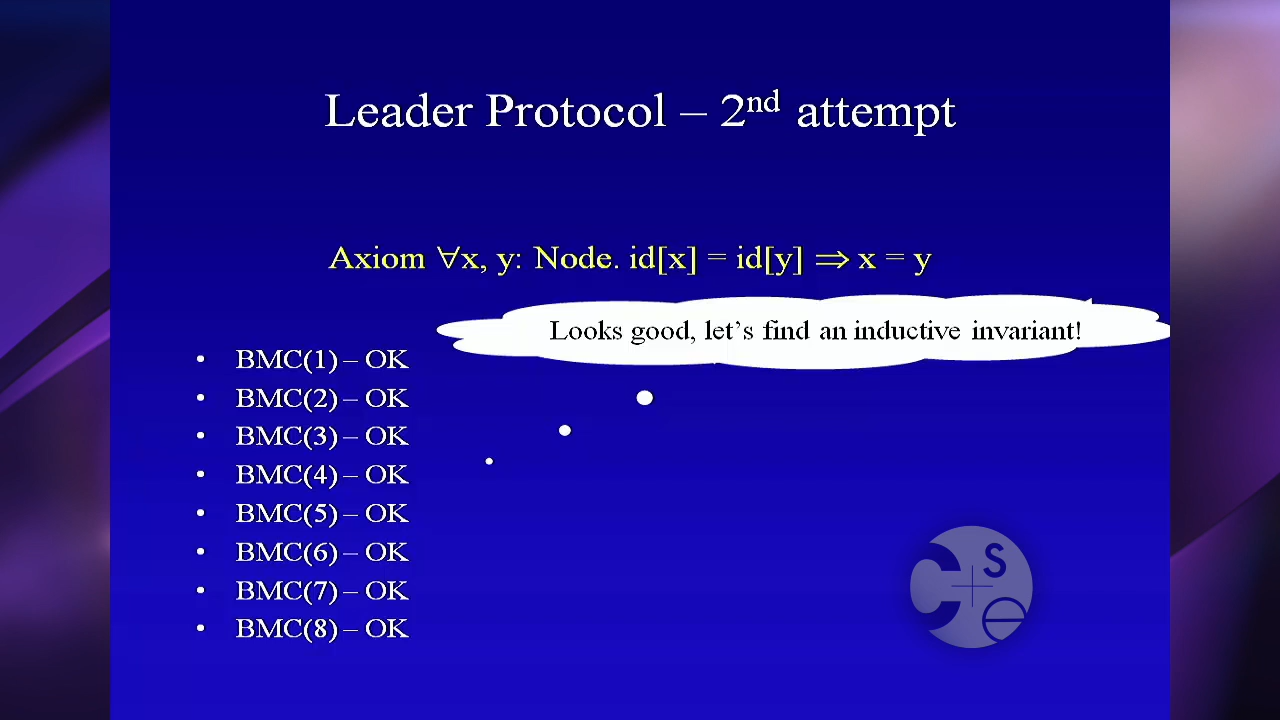 Leader Protocol – 2nd attempt
Axiom ∀x, y: Node. id[x] = id[y] ⇒ x = y
Looks good, let's find an inductive invariant!
• BMC(1) – OK
• BMC(2) – OK
• BMC(3) – OK
• BMC(4) – OK
• BMC(5) – OK
• BMC(6) – OK
• BMC(7) – OK
• BMC(8) – OK
C s e